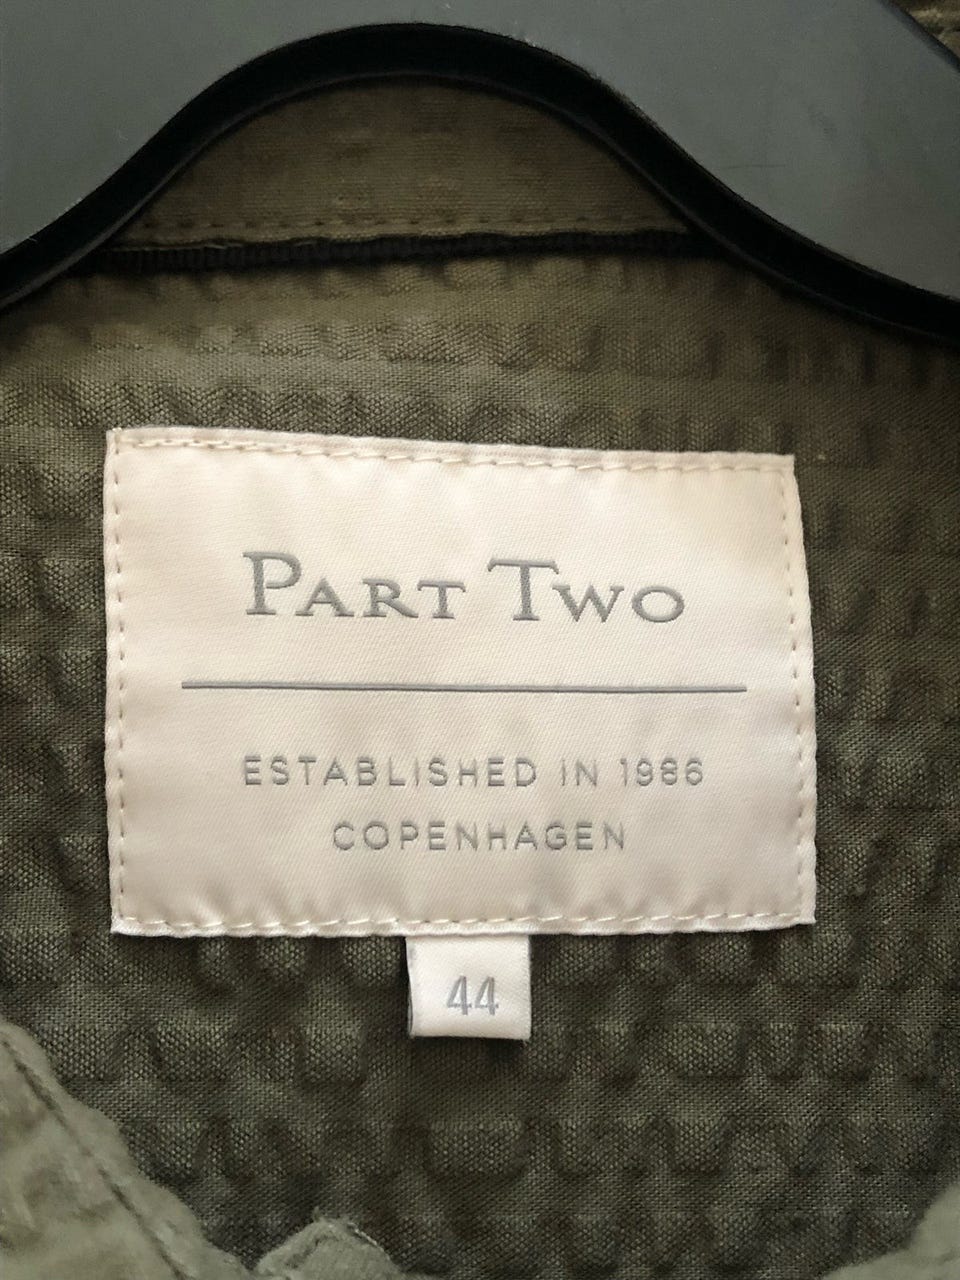 PART TWO
ESTABLISHED IN 1986
COPENHAGEN
44